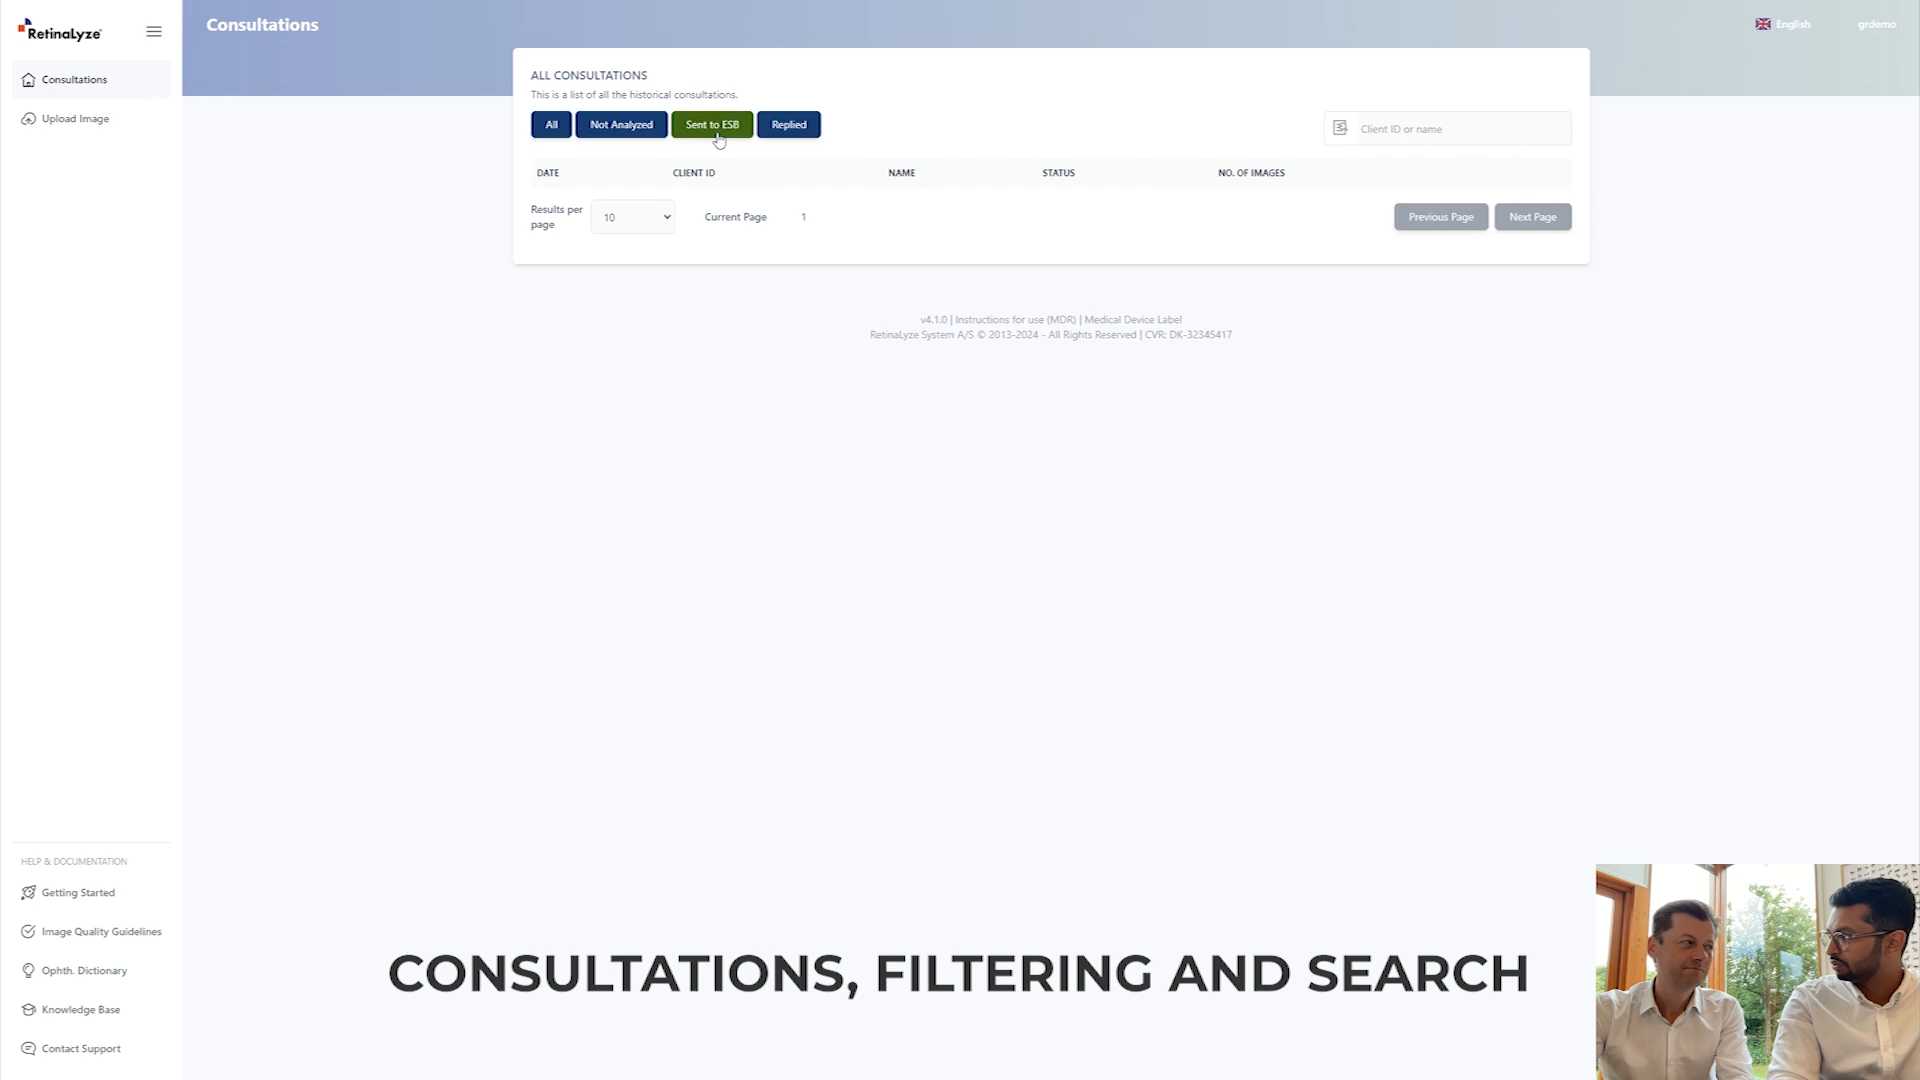 RetinaLyze
Consultations
English
grdemo
Consultations
Upload Image
ALL CONSULTATIONS
This is a list of all the historical consultations.
All
Not Analyzed
Sent to ESB
Replied
Client ID or name
DATE
CLIENT ID
NAME
STATUS
NO. OF IMAGES
Results per
page
10
Current Page
1
Previous Page
Next Page
v4.1.0 | Instructions for use (MDR) | Medical Device Label
RetinaLyze System A/S © 2013-2024 - All Rights Reserved | CVR: DK-32345417
HELP & DOCUMENTATION
Getting Started
Image Quality Guidelines
Ophth. Dictionary
Knowledge Base
Contact Support
CONSULTATIONS, FILTERING AND SEARCH